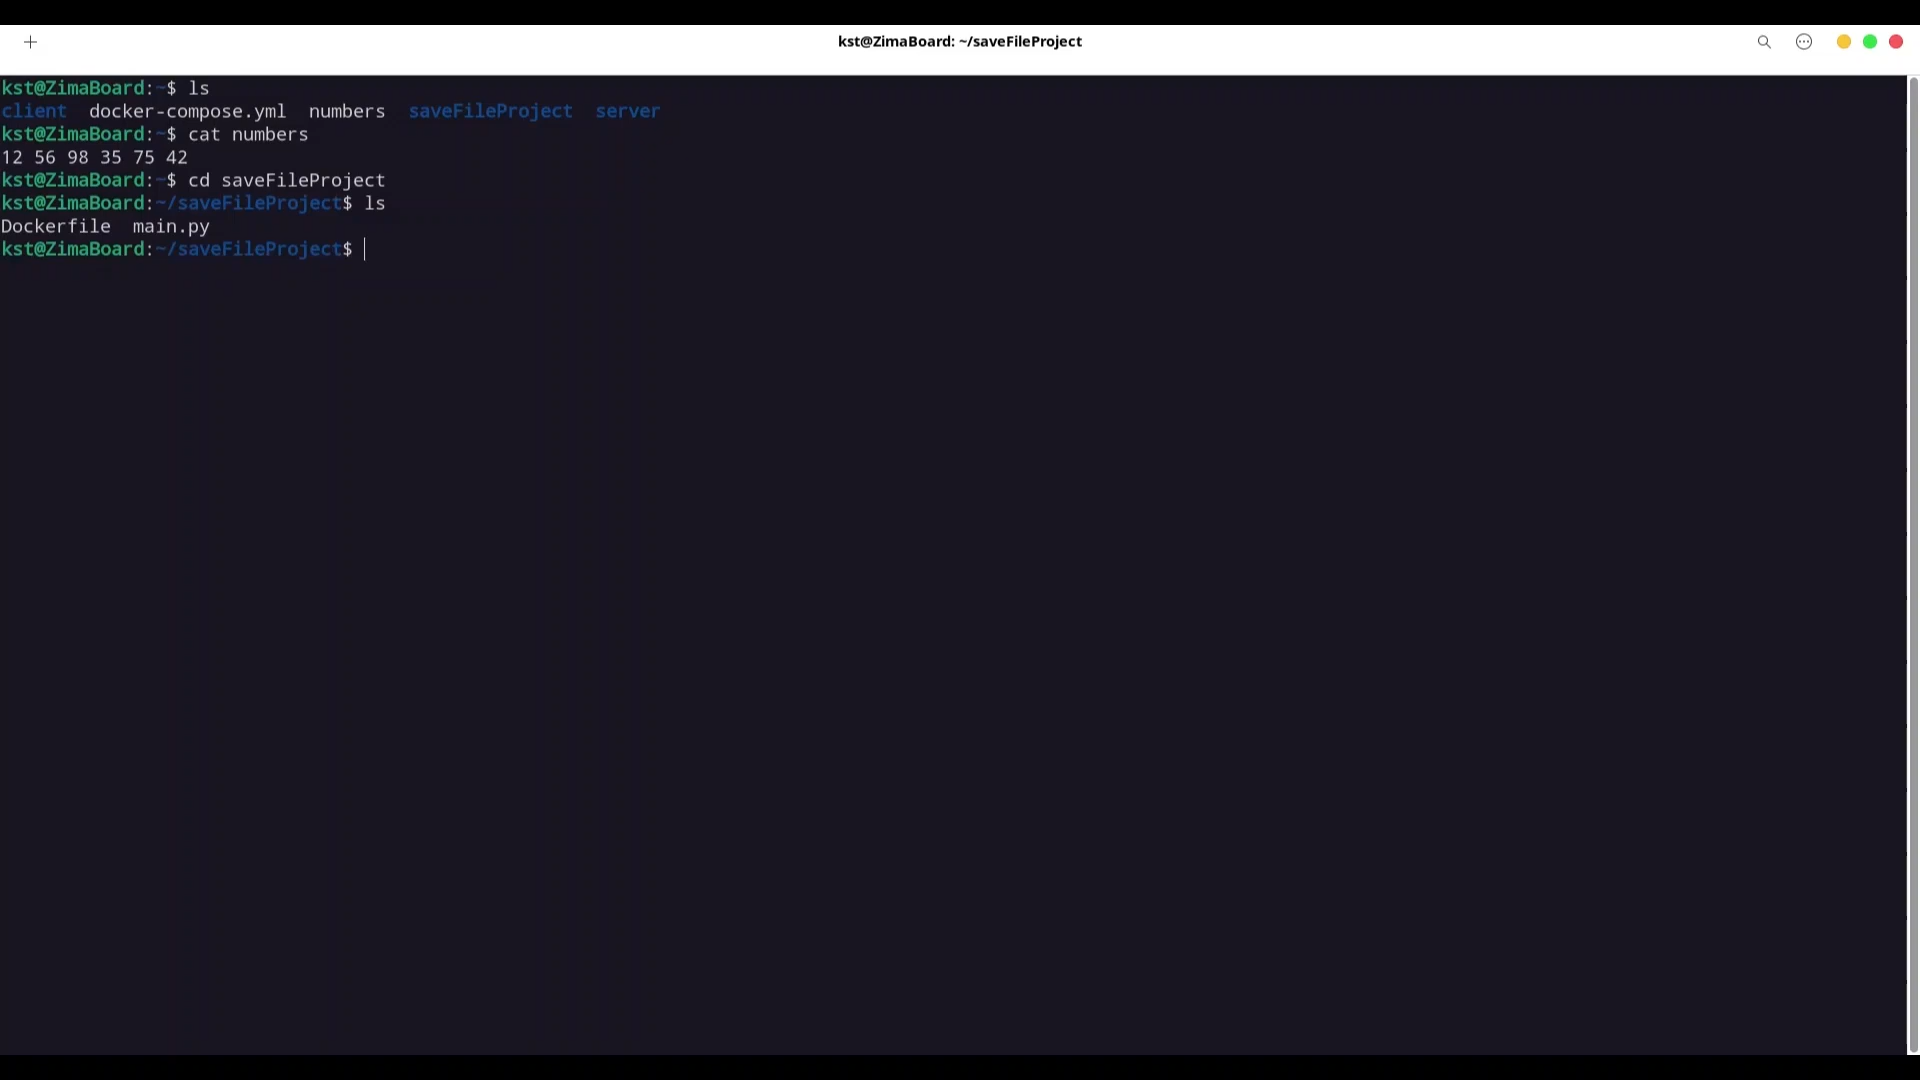 kst@ZimaBoard: ~/saveFileProject
kst@ZimaBoard:~$ ls
client  docker-compose.yml  numbers  saveFileProject  server
kst@ZimaBoard:~$ cat numbers
12 56 98 35 75 42
kst@ZimaBoard:~$ cd saveFileProject
kst@ZimaBoard:~/saveFileProject$ ls
Dockerfile  main.py
kst@ZimaBoard:~/saveFileProject$